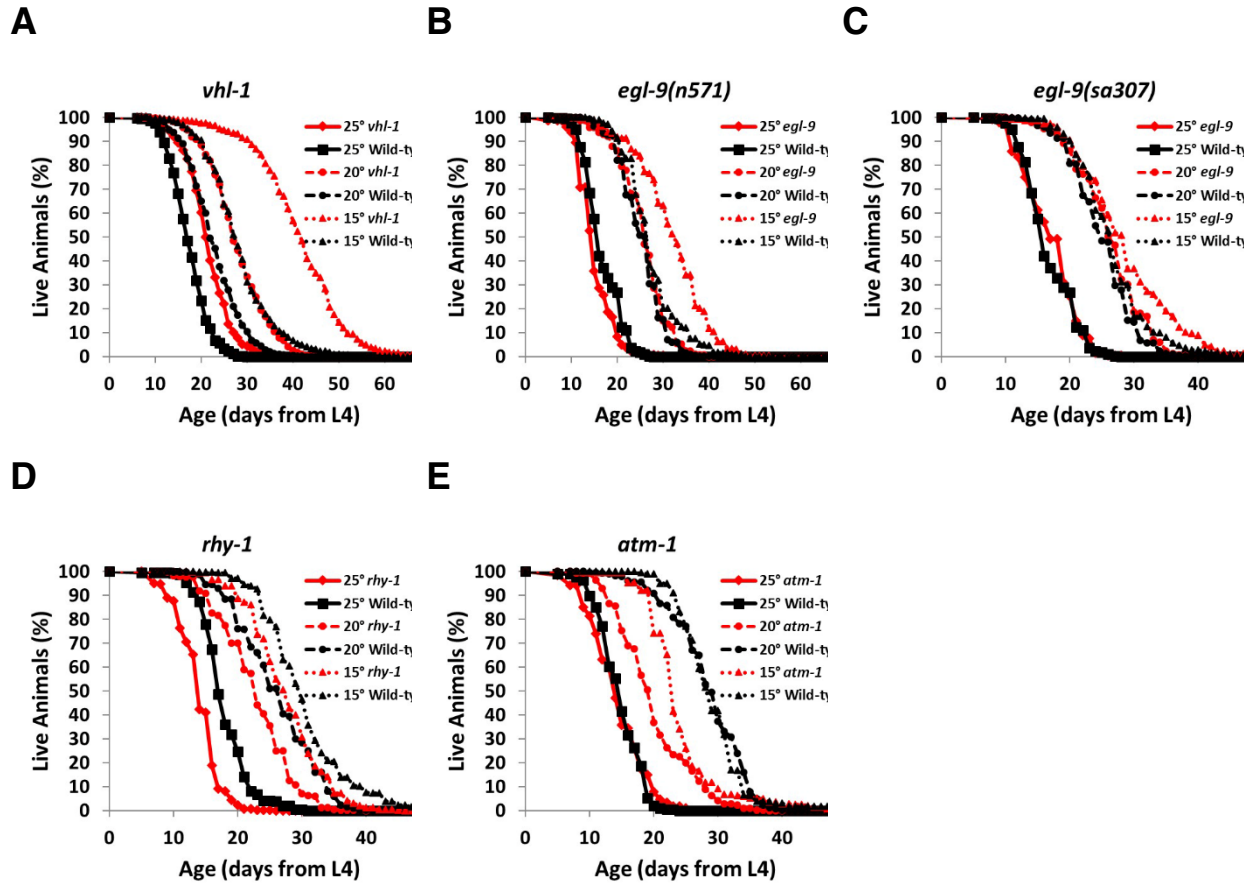 A
B
C
vhl-1
egl-9(n571)
egl-9(sa307)
100
90
80
70
60
50
40
30
20
10
0
Live Animals (%)
0 10 20 30 40 50 60
Age (days from L4)
25° vhl-1
25° Wild-ty
20° vhl-1
20° Wild-ty
15° vhl-1
15° Wild-ty
100
90
80
70
60
50
40
30
20
10
0
Live Animals (%)
0 10 20 30 40 50 60
Age (days from L4)
25° egl-9
25° Wild-ty
20° egl-9
20° Wild-ty
15° egl-9
15° Wild-ty
100
90
80
70
60
50
40
30
20
10
0
Live Animals (%)
0 10 20 30 40
Age (days from L4)
25° egl-9
25° Wild-ty
20° egl-9
20° Wild-ty
15° egl-9
15° Wild-ty
D
E
rhy-1
atm-1
100
90
80
70
60
50
40
30
20
10
0
Live Animals (%)
0 10 20 30 40
Age (days from L4)
25° rhy-1
25° Wild-ty
20° rhy-1
20° Wild-ty
15° rhy-1
15° Wild-ty
100
90
80
70
60
50
40
30
20
10
0
Live Animals (%)
0 10 20 30 40
Age (days from L4)
25° atm-1
25° Wild-ty
20° atm-1
20° Wild-ty
15° atm-1
15° Wild-ty